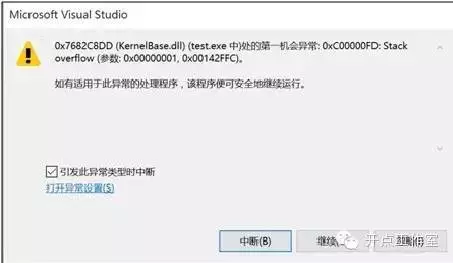 Microsoft Visual Studio
0x7682C8DD (KernelBase.dll) (test.exe 中)处的第一机会异常: 0xC00000FD: Stack
overflow (参数: 0x00000001, 0x00142FFC)。
如有适用于此异常的处理程序，该程序便可安全地继续运行。
引发此异常类型时中断
打开异常设置(S)
中断(B)
继续
开点工作室